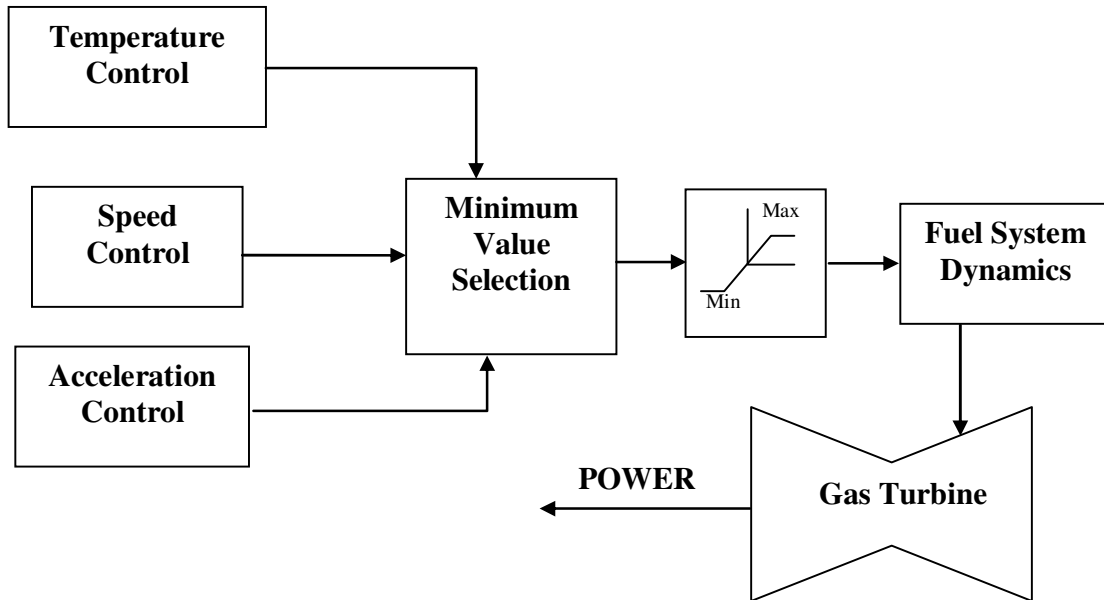 Temperature
Control
Speed
Control
Acceleration
Control
Minimum
Value
Selection
Max
Min
Fuel System
Dynamics
Gas Turbine
POWER